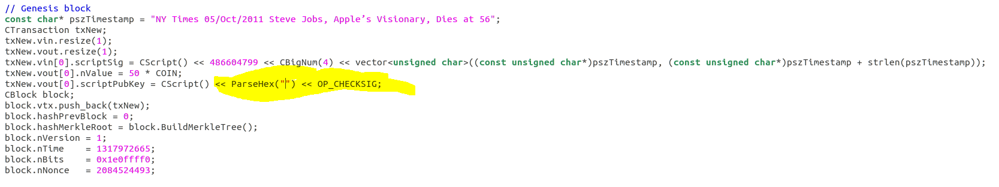 // Genesis block
const char* pszTimestamp = "NY Times 05/Oct/2011 Steve Jobs, Apple’s Visionary, Dies at 56";
CTransaction txNew;
txNew.vin.resize(1);
txNew.vout.resize(1);
txNew.vin[0].scriptSig = CScript() << 486604799 << CBigNum(4) << vector<unsigned char>((const unsigned char*)pszTimestamp, (const unsigned char*)pszTimestamp + strlen(pszTimestamp));
txNew.vout[0].nValue = 50 * COIN;
txNew.vout[0].scriptPubKey = CScript() << ParseHex("") << OP_CHECKSIG;
CBlock block;
block.vtx.push_back(txNew);
block.hashPrevBlock = 0;
block.hashMerkleRoot = block.BuildMerkleTree();
block.nVersion = 1;
block.nTime    = 1317972665;
block.nBits    = 0x1e0ffff0;
block.nNonce   = 2084524493;